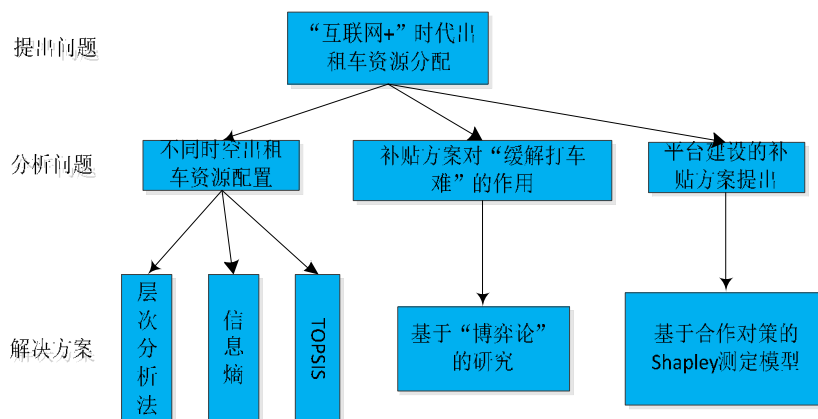 提出问题
“互联网+”时代出
租车资源分配
分析问题
不同时空出租
车资源配置
补贴方案对“缓解打车
难”的作用
平台建设的补
贴方案提出
解决方案
层次分析法
信息熵
TOPSIS
基于“博弈论”
的研究
基于合作对策的
Shapley测定模型